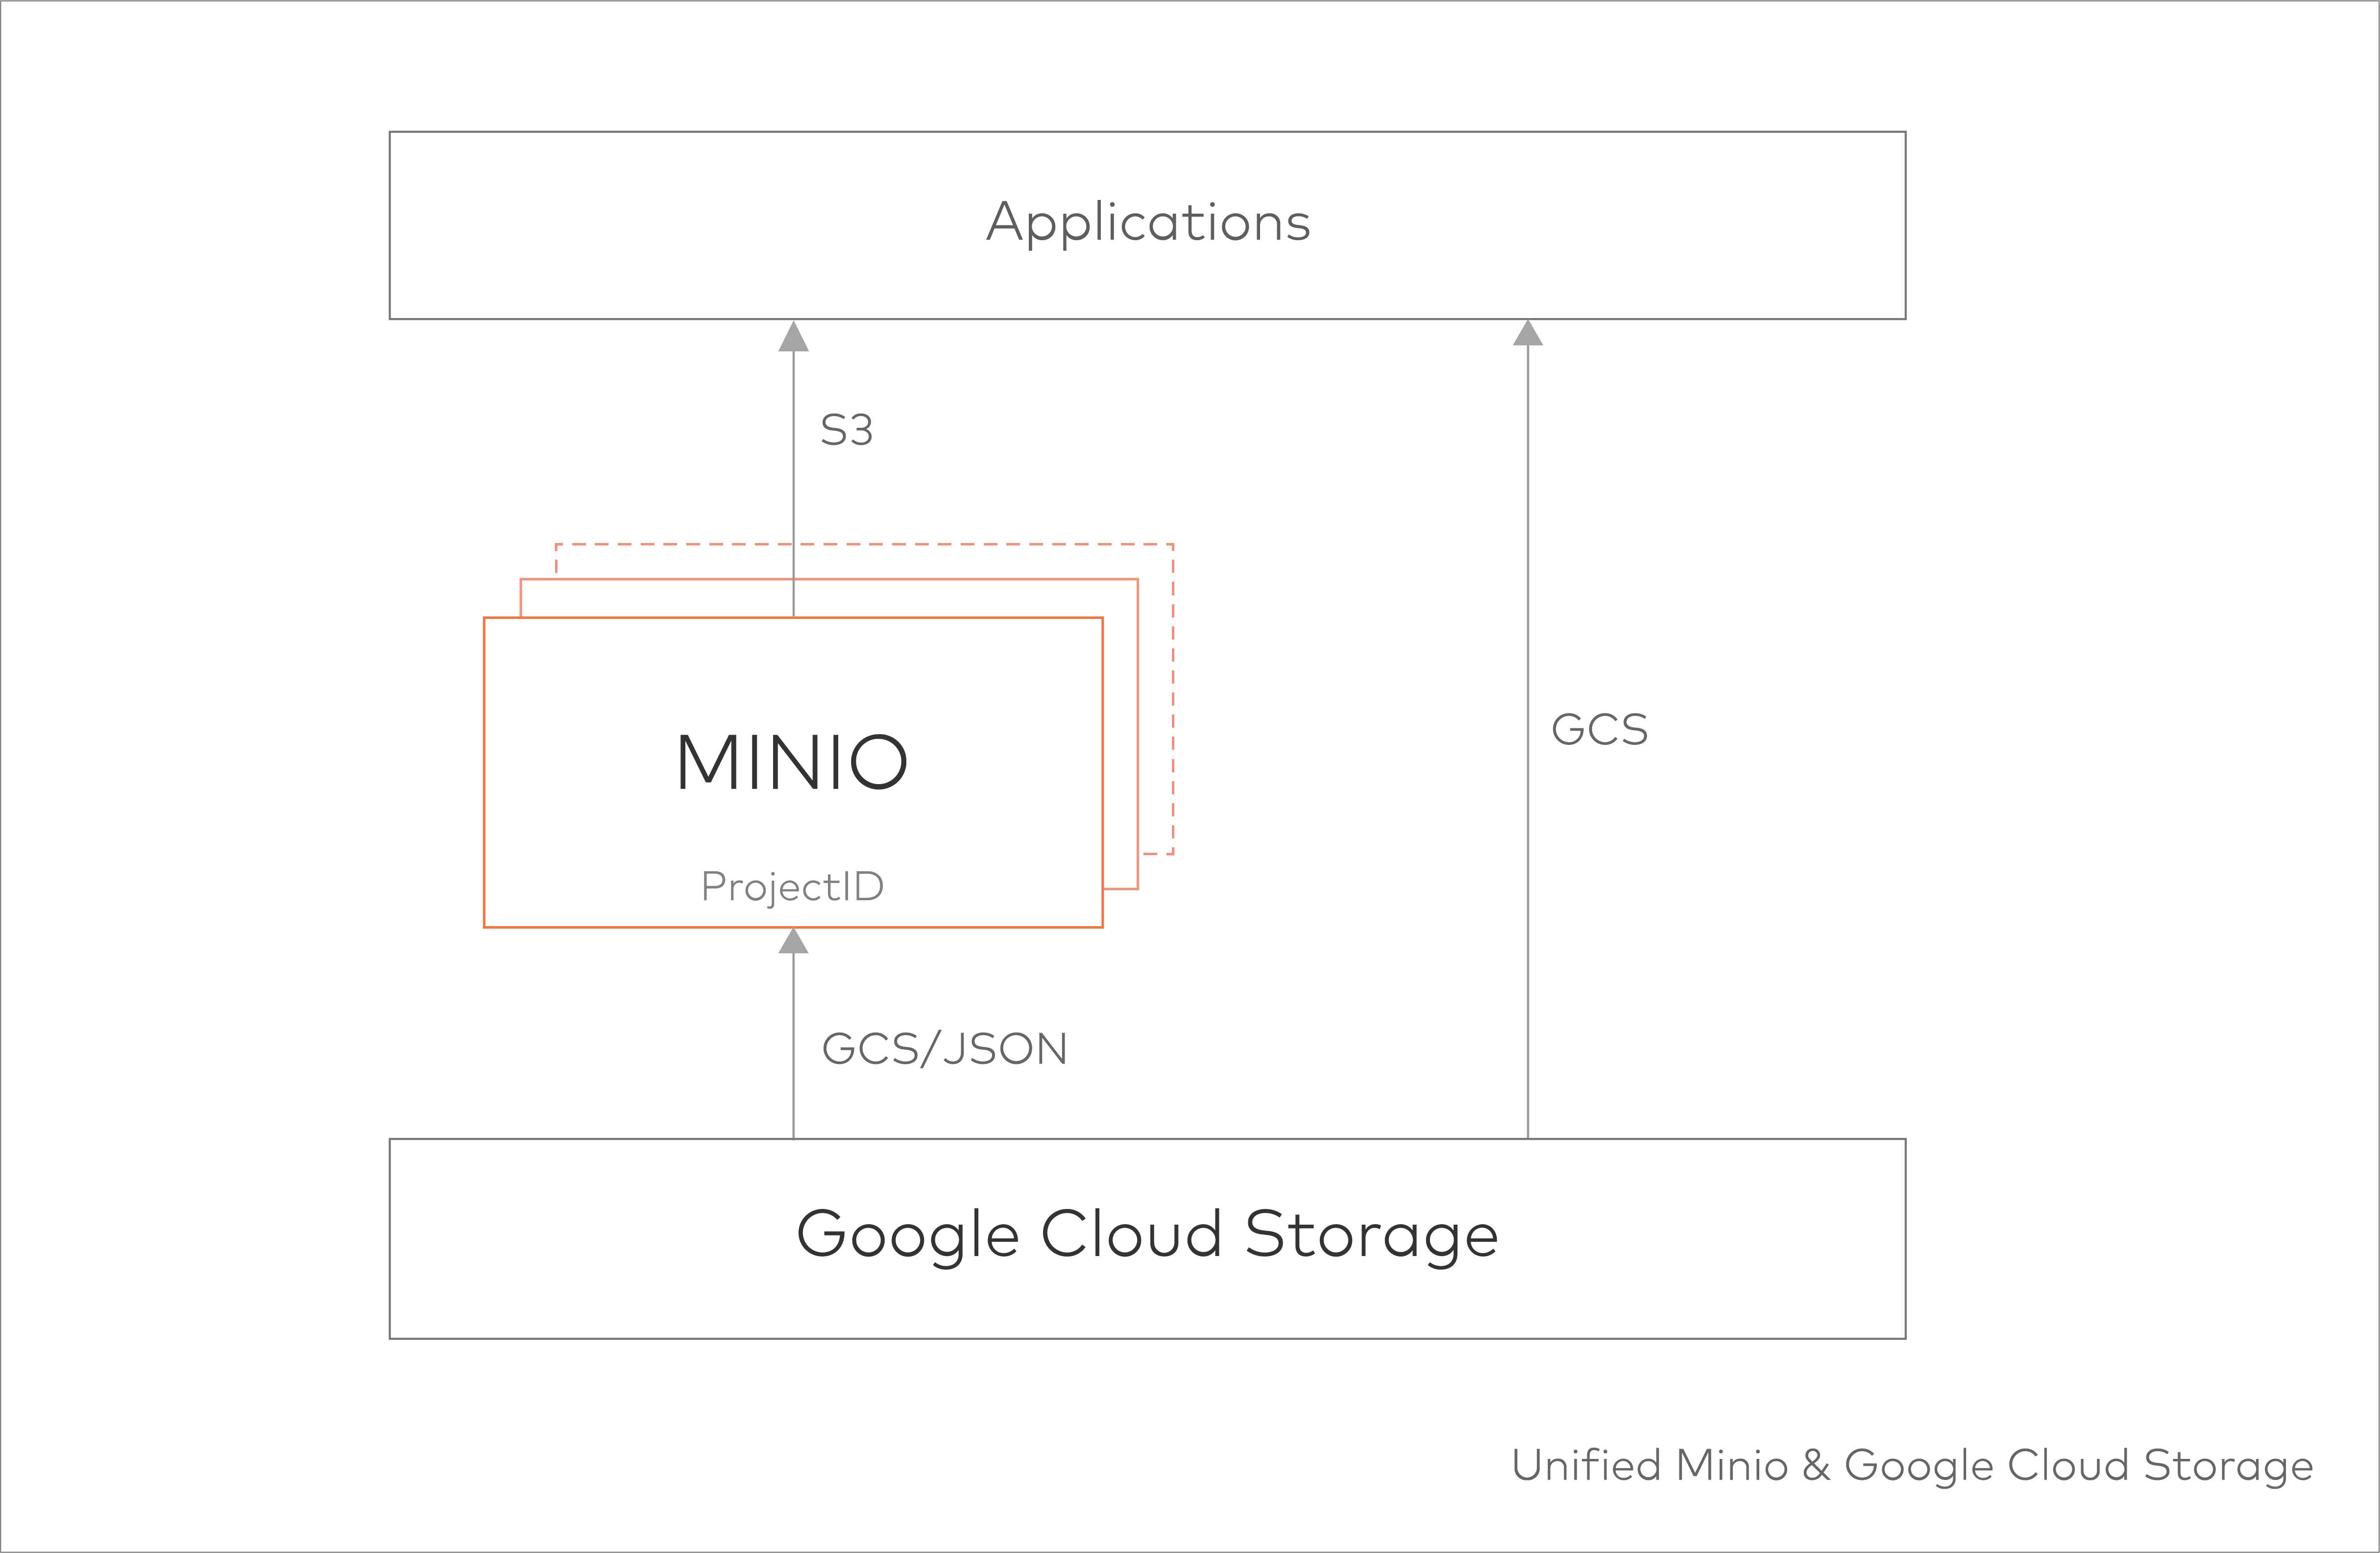 Applications
S3
GCS
MINIO
ProjectID
GCS/JSON
Google Cloud Storage
Unified Minio & Google Cloud Storage